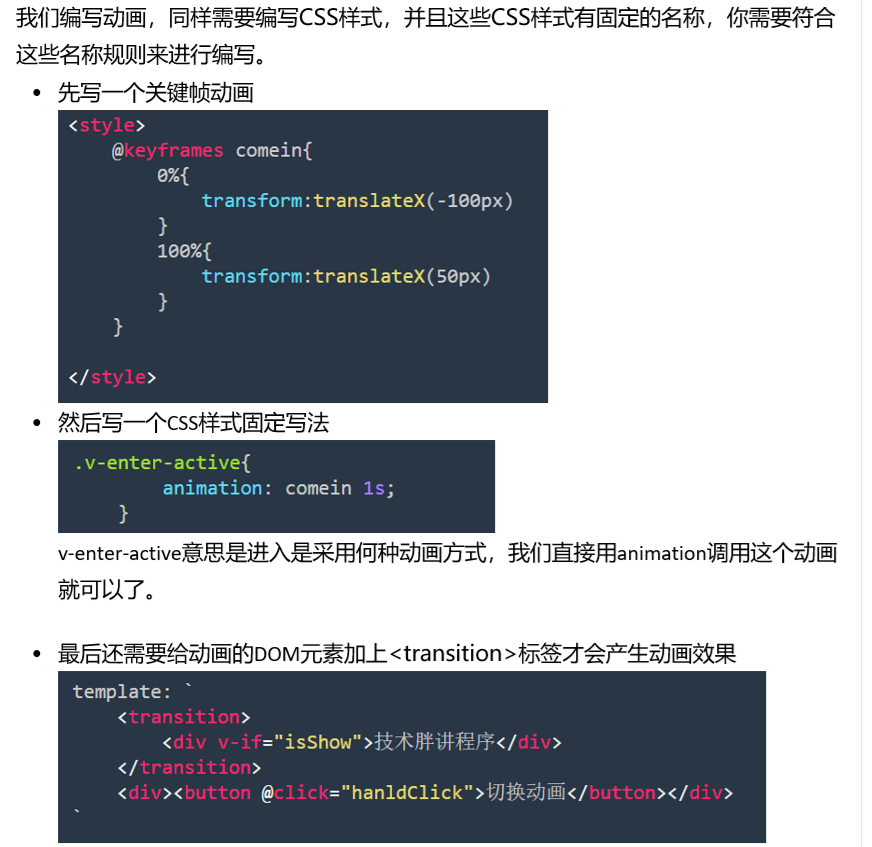 我们编写动画，同样需要编写CSS样式，并且这些CSS样式有固定的名称，你需要符合
这些名称规则来进行编写。
• 先写一个关键帧动画
<style>
    @keyframes comein{
        0%{
            transform:translateX(-100px)
        }
        100%{
            transform:translateX(50px)
        }
    }

</style>
• 然后写一个CSS样式固定写法
.v-enter-active{
        animation: comein 1s;
    }
v-enter-active意思是进入是采用何种动画方式，我们直接用animation调用这个动画
就可以了。
• 最后还需要给动画的DOM元素加上<transition>标签才会产生动画效果
template: `
    <transition>
        <div v-if="isShow">技术胖讲程序</div>
    </transition>
    <div><button @click="hanldClick">切换动画</button></div>
`